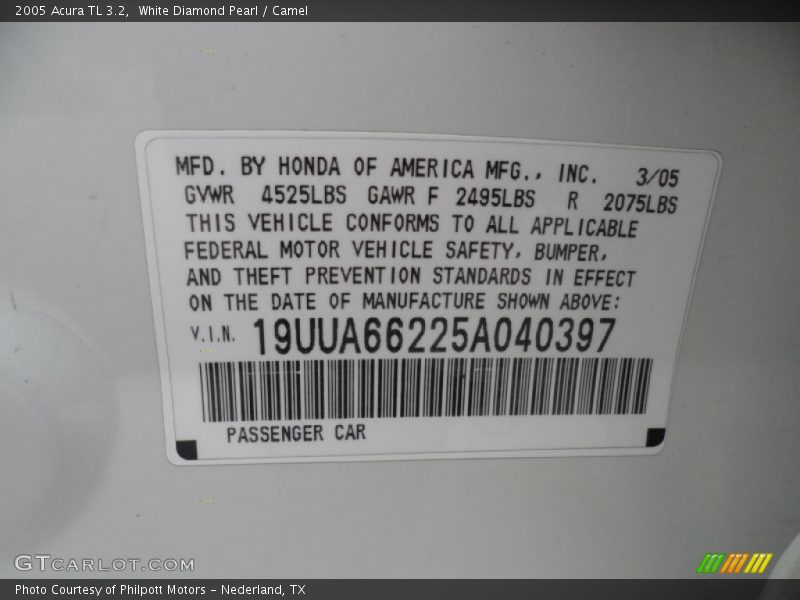 2005 Acura TL 3.2,  White Diamond Pearl / Camel
MFD. BY HONDA OF AMERICA MFG., INC. 3/05
GVWR 4525LBS GAWR F 2495LBS R 2075LBS
THIS VEHICLE CONFORMS TO ALL APPLICABLE
FEDERAL MOTOR VEHICLE SAFETY, BUMPER,
AND THEFT PREVENTION STANDARDS IN EFFECT
ON THE DATE OF MANUFACTURE SHOWN ABOVE:
V.I.N. 19UUA66225A040397
PASSENGER CAR
GTCARLOT.COM
Photo Courtesy of Philpott Motors - Nederland, TX